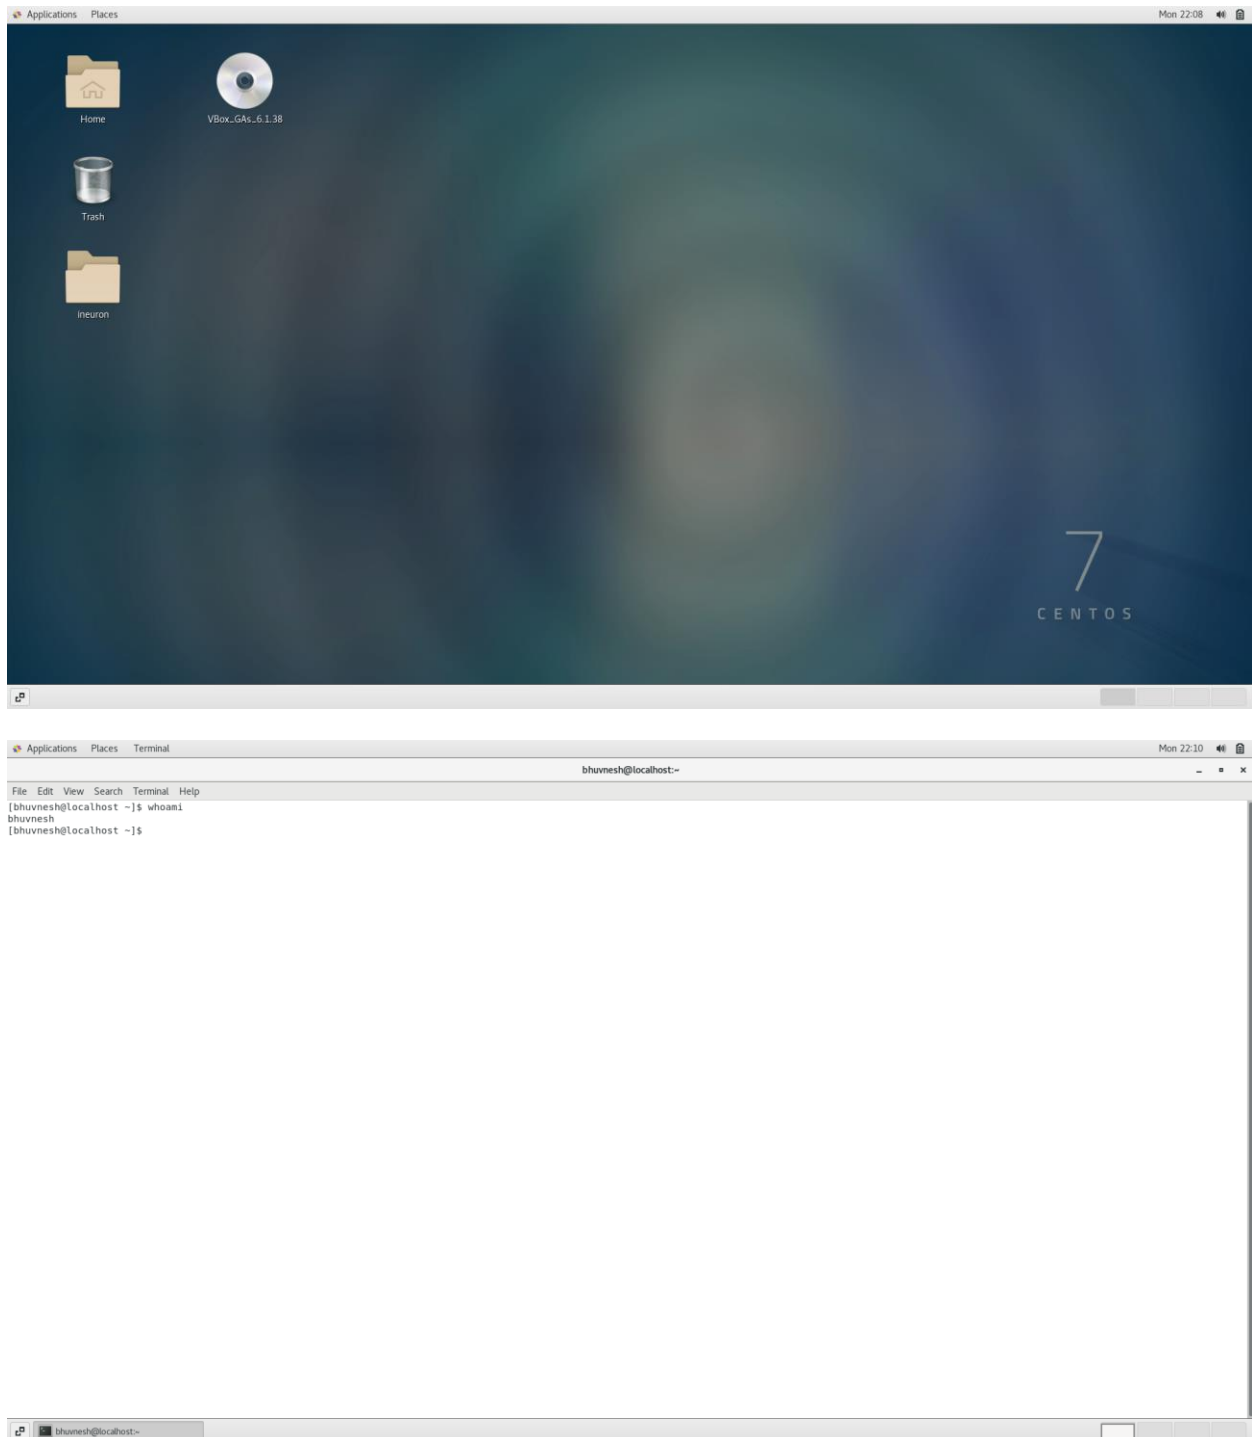 Applications Places Mon 22:08
Home VBox_GAs_6.1.38
Trash
ineuron
7
CENTOS
Applications Places Terminal Mon 22:10
bhuvnesh@localhost:~
File Edit View Search Terminal Help
[bhuvnesh@localhost ~]$ whoami
bhuvnesh
[bhuvnesh@localhost ~]$
bhuvnesh@localhost:~